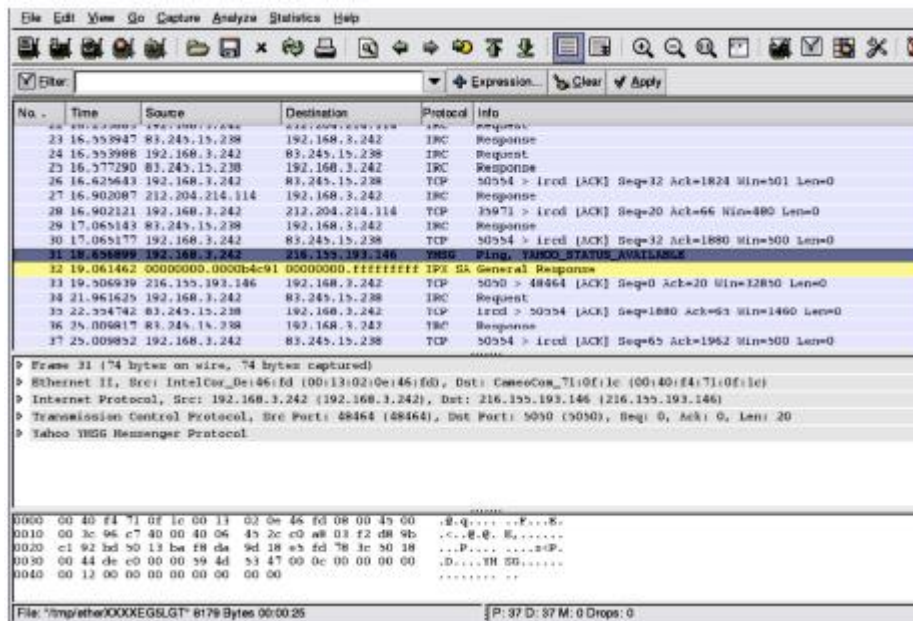 File Edit View Go Capture Analyze Statistics Help
Filter: Expression... Clear Apply
No. . Time Source Destination Protocol Info
23 16.553947 83.245.15.238 192.168.3.242 IRC Response
24 16.553988 192.168.3.242 83.245.15.238 IRC Request
25 16.577290 83.245.15.238 192.168.3.242 IRC Response
26 16.625643 192.168.3.242 83.245.15.238 TCP 50554 > ircd [ACK] Seq=32 Ack=1824 Win=501 Len=0
27 16.902087 212.204.214.114 192.168.3.242 IRC Response
28 16.902121 192.168.3.242 212.204.214.114 TCP 35971 > ircd [ACK] Seq=20 Ack=66 Win=480 Len=0
29 17.065143 83.245.15.238 192.168.3.242 IRC Response
30 17.065177 192.168.3.242 83.245.15.238 TCP 50554 > ircd [ACK] Seq=32 Ack=1880 Win=500 Len=0
31 18.656899 192.168.3.242 216.155.193.146 YMSG Ping, YAHOO_STATUS_AVAILABLE
32 19.061462 00000000.0000b4c91 00000000.fffffffff IPX SA General Response
33 19.506939 216.155.193.146 192.168.3.242 TCP 5050 > 48464 [ACK] Seq=0 Ack=20 Win=32850 Len=0
34 21.961625 192.168.3.242 83.245.15.238 IRC Request
35 22.554742 83.245.15.238 192.168.3.242 TCP ircd > 50554 [ACK] Seq=1880 Ack=65 Win=1460 Len=0
36 25.009817 83.245.15.238 192.168.3.242 IRC Response
37 25.009852 192.168.3.242 83.245.15.238 TCP 50554 > ircd [ACK] Seq=65 Ack=1962 Win=500 Len=0
Frame 31 (74 bytes on wire, 74 bytes captured)
Ethernet II, Src: IntelCor_0e:46:fd (00:13:02:0e:46:fd), Dst: CameoCom_71:0f:1c (00:40:f4:71:0f:1c)
Internet Protocol, Src: 192.168.3.242 (192.168.3.242), Dst: 216.155.193.146 (216.155.193.146)
Transmission Control Protocol, Src Port: 48464 (48464), Dst Port: 5050 (5050), Seq: 0, Ack: 0, Len: 20
Yahoo YMSG Messenger Protocol
0000 00 40 f4 71 0f 1c 00 13 02 0e 46 fd 08 00 45 00 .@.q.... ..F...E.
0010 00 3c 96 c7 40 00 40 06 45 2c c0 a8 03 f2 d8 9b .<..@.@. E,......
0020 c1 92 bd 50 13 ba f8 da 9d 18 e5 fd 78 3c 50 18 ...P.... ....x<P.
0030 00 44 de c0 00 00 59 4d 53 47 00 0c 00 00 00 00 .D....YM SG......
0040 00 12 00 00 00 00 00 00 00 00 ........ ..
File: "/tmp/etherXXXXEG5LGT" 8179 Bytes 00:00:25 P: 37 D: 37 M: 0 Drops: 0